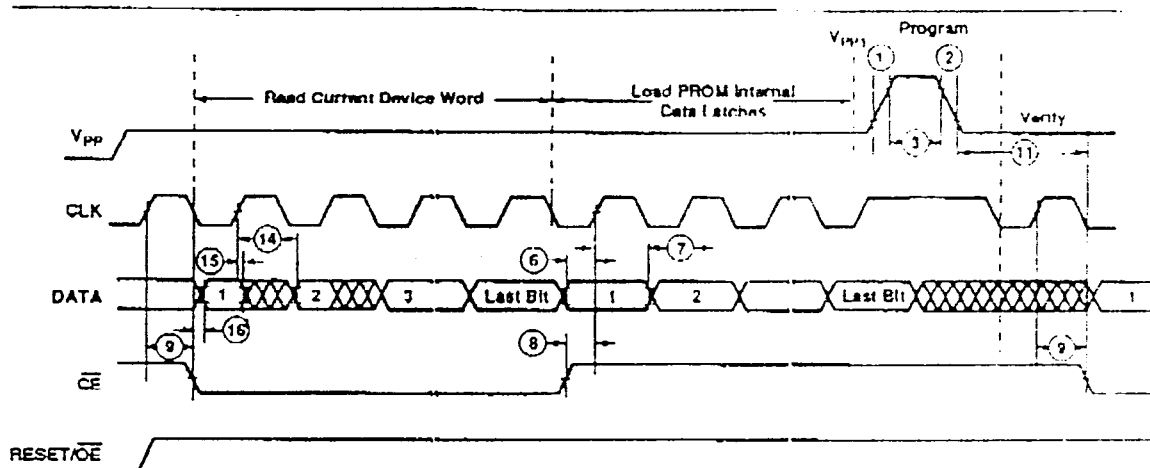 Program
VPP1 1 2
Read Current Device Word
Load PROM Internal
Data Latches
VPP
3
Verify
11
CLK
14
15
6
7
DATA
1 2 3 Last Bit 1 2 Last Bit 1
16
9
8
9
CE
RESET/OE